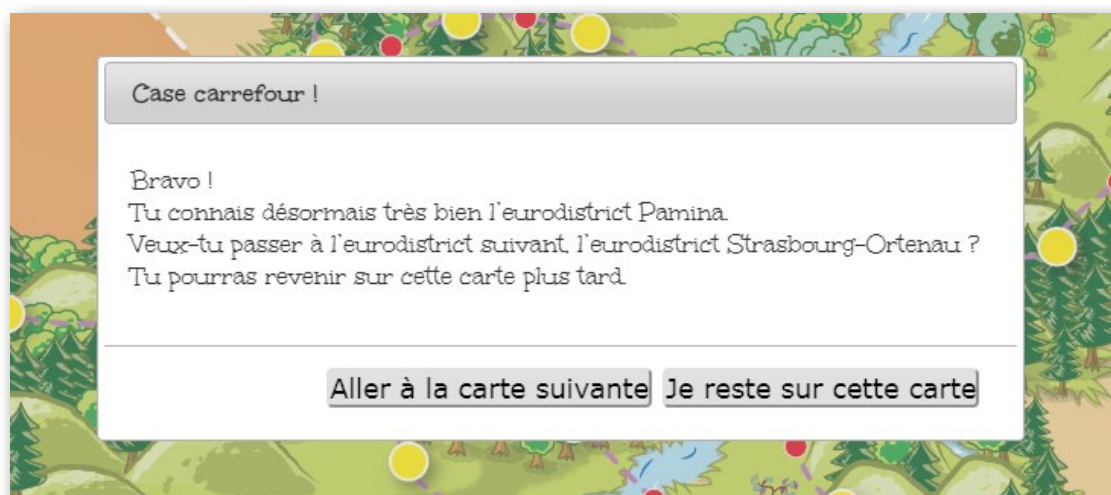 Case carrefour !
Bravo !
Tu connais désormais très bien l'eurodistrict Pamina.
Veux-tu passer à l'eurodistrict suivant, l'eurodistrict Strasbourg-Ortenau ?
Tu pourras revenir sur cette carte plus tard.
Aller à la carte suivante Je reste sur cette carte